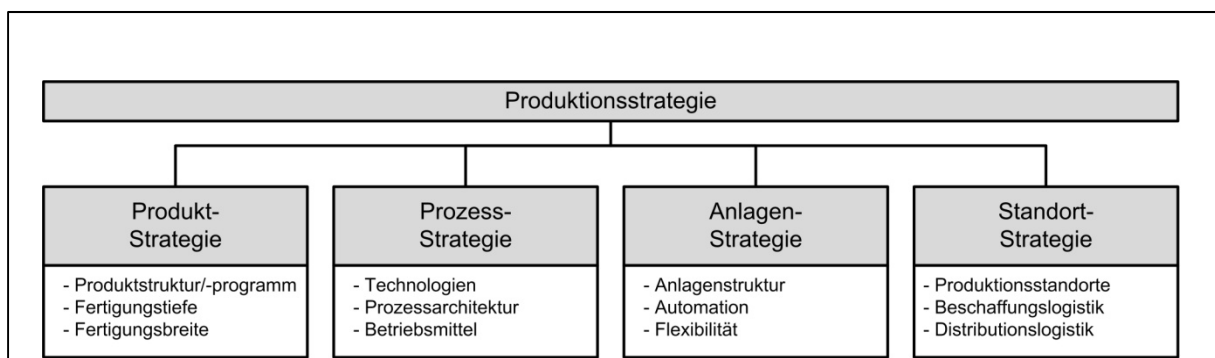 Produktionsstrategie
Produkt-
Strategie
- Produktstruktur/-programm
- Fertigungstiefe
- Fertigungsbreite
Prozess-
Strategie
- Technologien
- Prozessarchitektur
- Betriebsmittel
Anlagen-
Strategie
- Anlagenstruktur
- Automation
- Flexibilität
Standort-
Strategie
- Produktionsstandorte
- Beschaffungslogistik
- Distributionslogistik